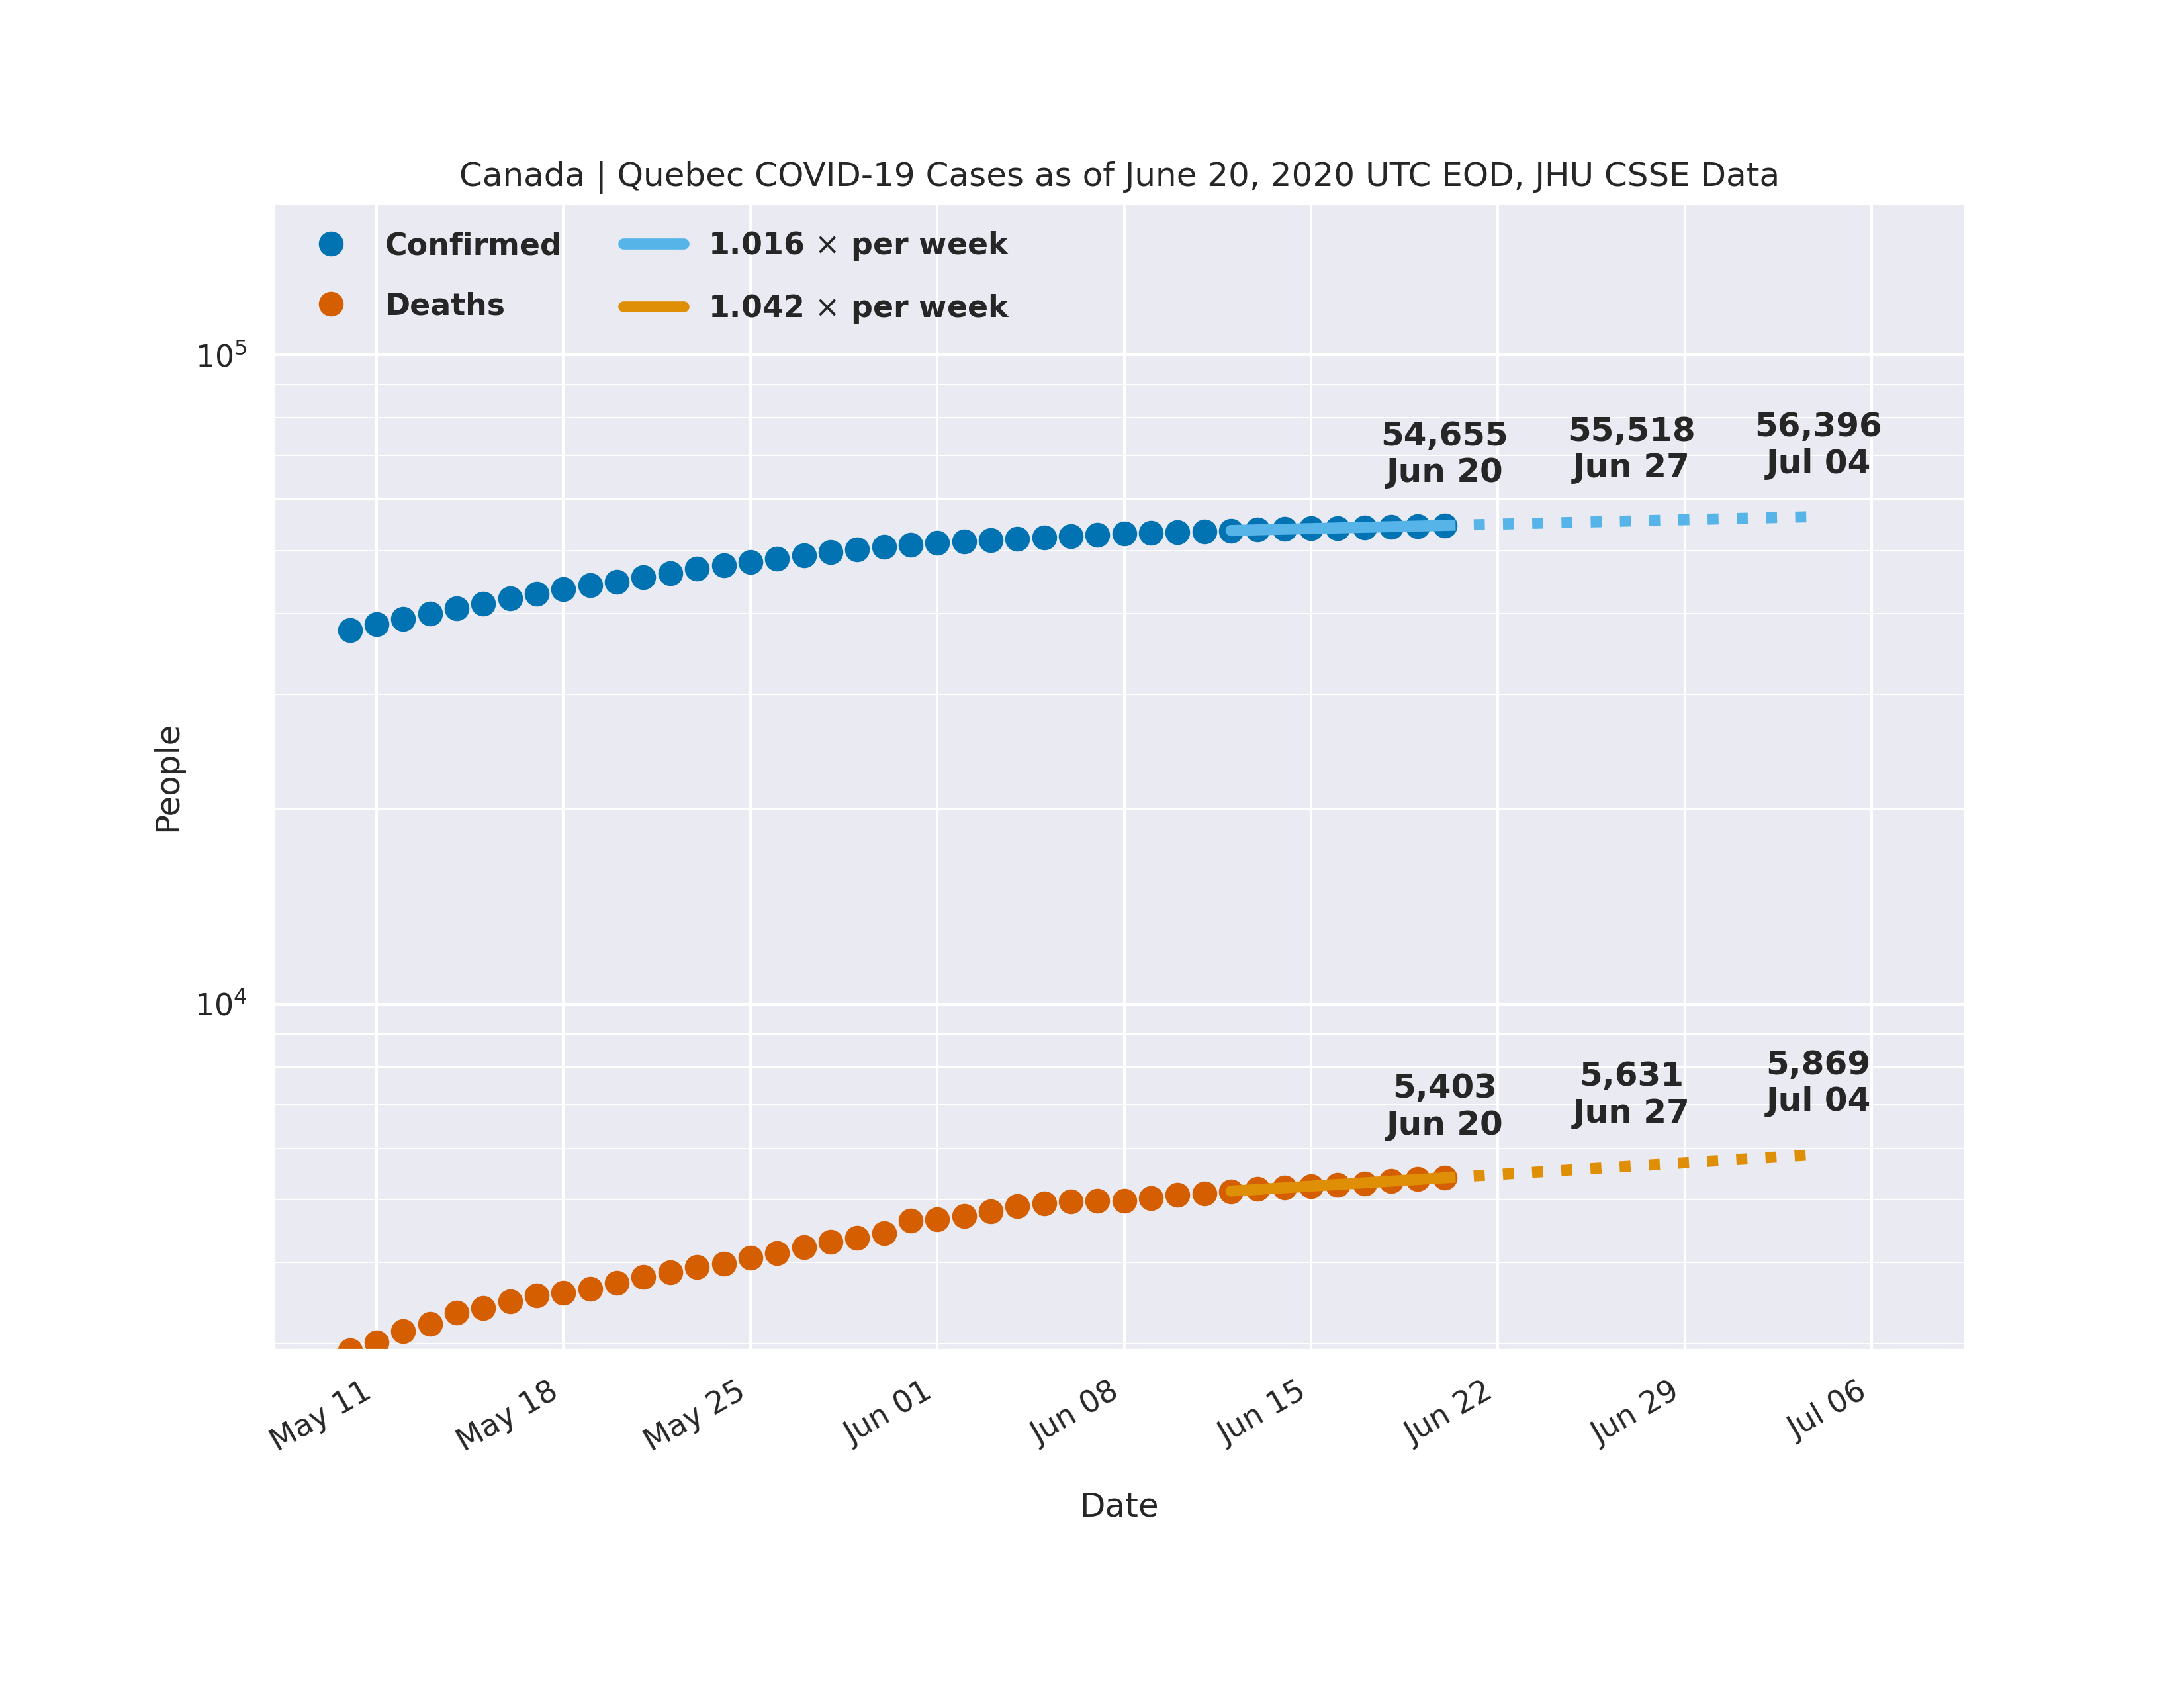 Canada | Quebec COVID-19 Cases as of June 20, 2020 UTC EOD, JHU CSSE Data
Confirmed
Deaths
1.016 × per week
1.042 × per week
10⁵
10⁴
People
54,655
Jun 20
55,518
Jun 27
56,396
Jul 04
5,403
Jun 20
5,631
Jun 27
5,869
Jul 04
May 11
May 18
May 25
Jun 01
Jun 08
Jun 15
Jun 22
Jun 29
Jul 06
Date